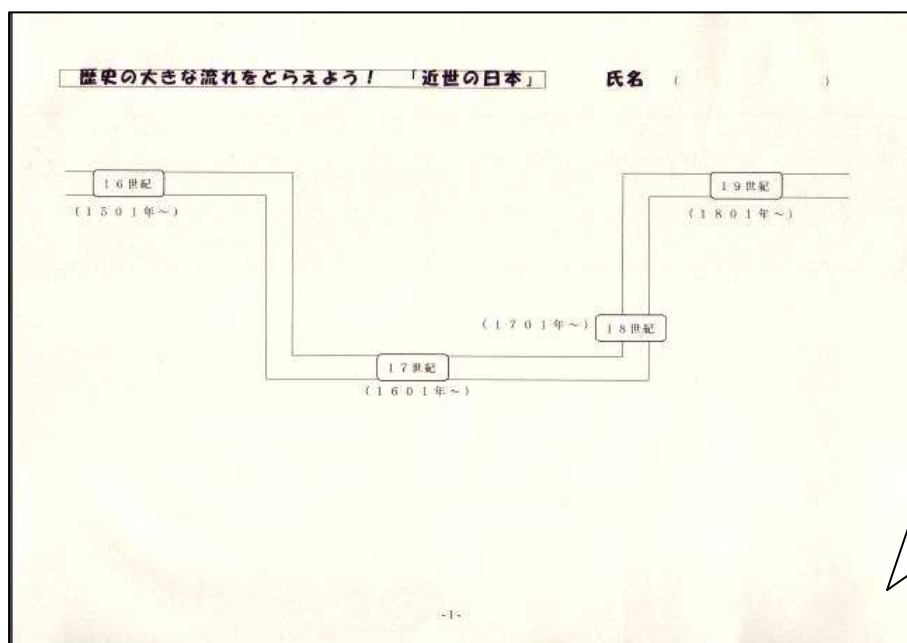 歴史の大きな流れをとらえよう! 「近世の日本」 氏名 ( )
16世紀
(1501年~)
19世紀
(1801年~)
(1701年~) 18世紀
17世紀
(1601年~)
-1-